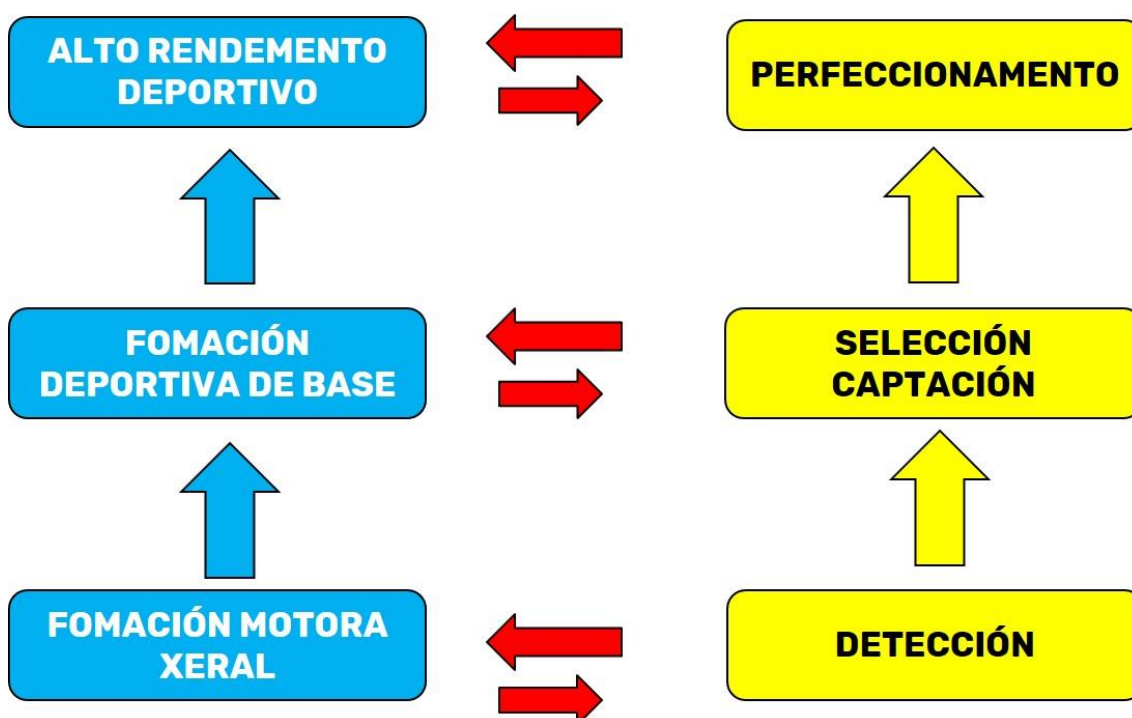 ALTO RENDEMENTO
DEPORTIVO
PERFECCIONAMENTO
FOMACIÓN
DEPORTIVA DE BASE
SELECCIÓN
CAPTACIÓN
FOMACIÓN MOTORA
XERAL
DETECCIÓN